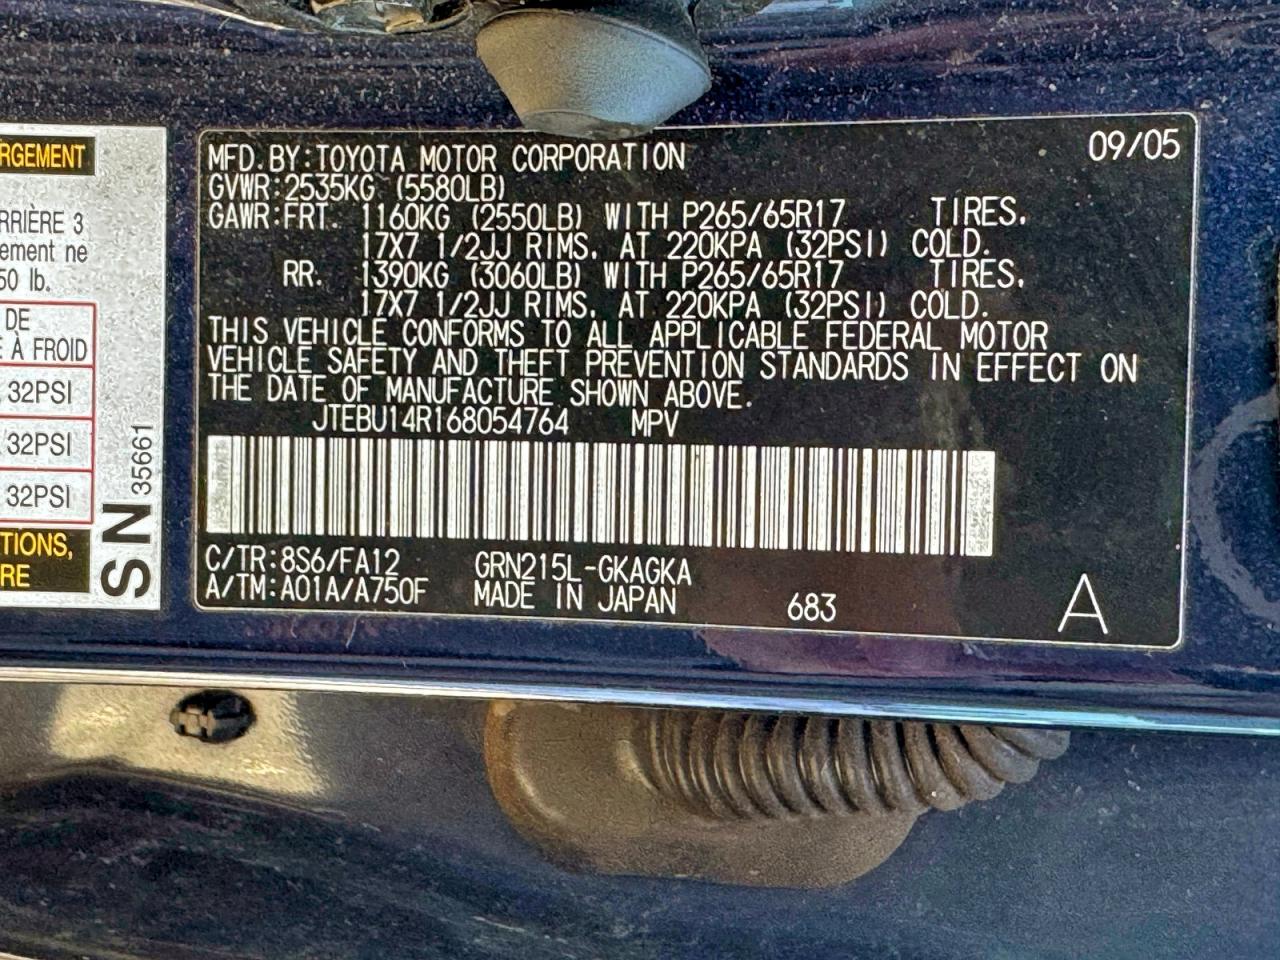 RGEMENT
RRIÈRE 3
ement ne
50 lb.
DE
À FROID
32PSI
32PSI
32PSI
TIONS,
RE
SN 35661
09/05
MFD.BY:TOYOTA MOTOR CORPORATION
GVWR:2535KG (5580LB)
GAWR:FRT. 1160KG (2550LB) WITH P265/65R17 TIRES,
17X7 1/2JJ RIMS, AT 220KPA (32PSI) COLD.
RR. 1390KG (3060LB) WITH P265/65R17 TIRES,
17X7 1/2JJ RIMS, AT 220KPA (32PSI) COLD.
THIS VEHICLE CONFORMS TO ALL APPLICABLE FEDERAL MOTOR
VEHICLE SAFETY AND THEFT PREVENTION STANDARDS IN EFFECT ON
THE DATE OF MANUFACTURE SHOWN ABOVE.
JTEBU14R168054764 MPV
C/TR:8S6/FA12 GRN215L-GKAGKA
A/TM:A01A/A750F MADE IN JAPAN 683 A